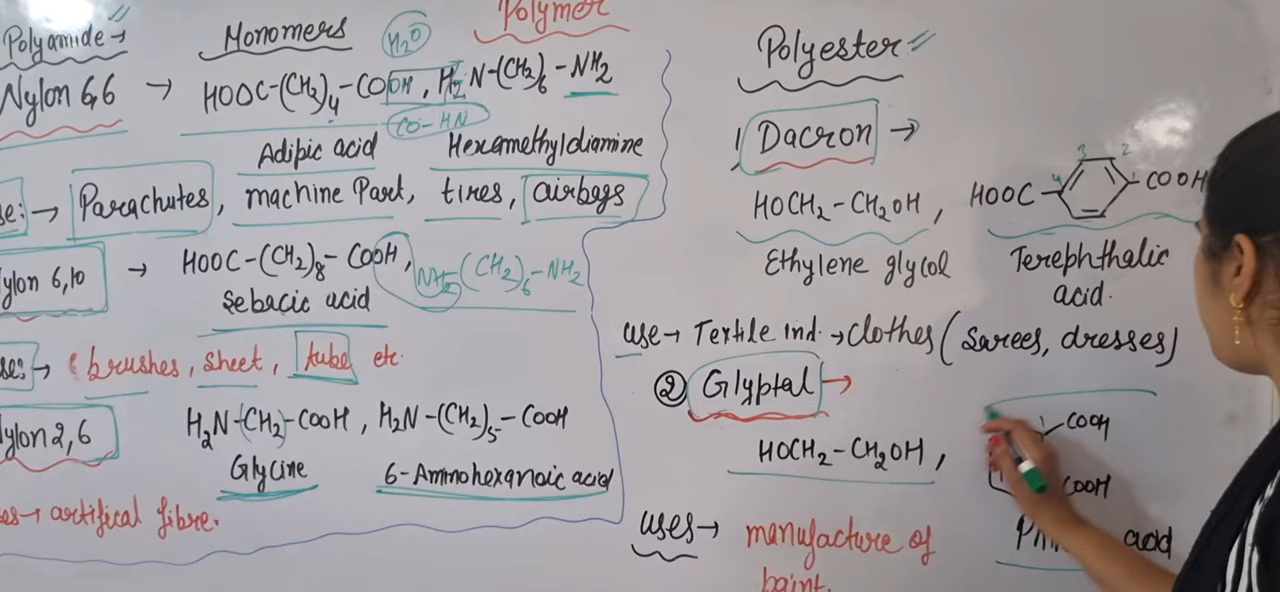 Polymer
Polyamide → Monomers H₂O
Nylon 6,6 → HOOC-(CH₂)₄-COOH, H₂N-(CH₂)₆-NH₂
CO-HN
Adipic acid Hexamethyldiamine
se: → Parachutes, machine Part, tires, airbags
ylon 6,10 → HOOC-(CH₂)₈-COOH, NH₂(CH₂)₆-NH₂
Sebacic acid
se: → brushes, sheet, tube etc.
ylon 2,6 H₂N-(CH₂)-COOH, H₂N-(CH₂)₅-COOH
Glycine 6-Aminohexanoic acid
es→ artifical fibre.
Polyester
1) Dacron →
3 2
4
HOCH₂-CH₂OH, HOOC COOH
Ethylene glycol Terephthalic
acid.
use→ Textile ind. → clothes (Sarees, dresses)
② Glyptal →
HOCH₂-CH₂OH, COOH
COOH
acid
uses→ manufacture of
paint.